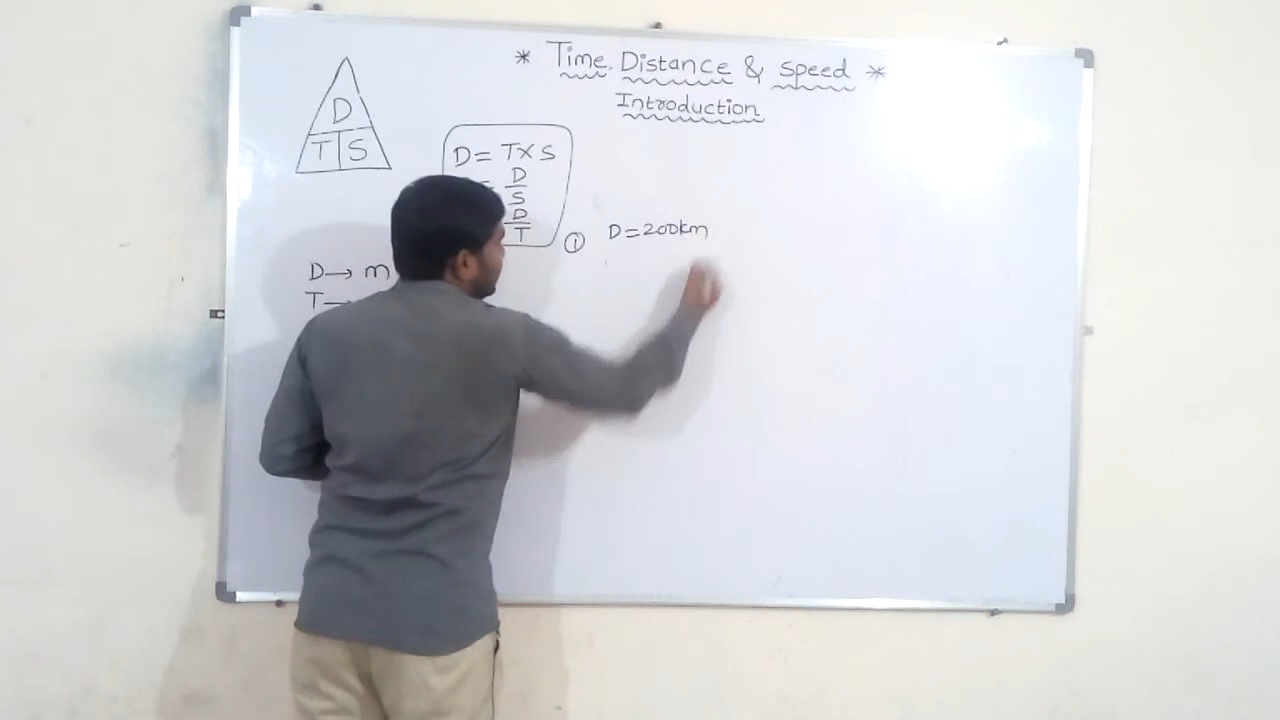 * Time. Distance & Speed *
Introduction
D
T S
D = T × S
= D/S
D/T
① D = 200km
D → m
T →